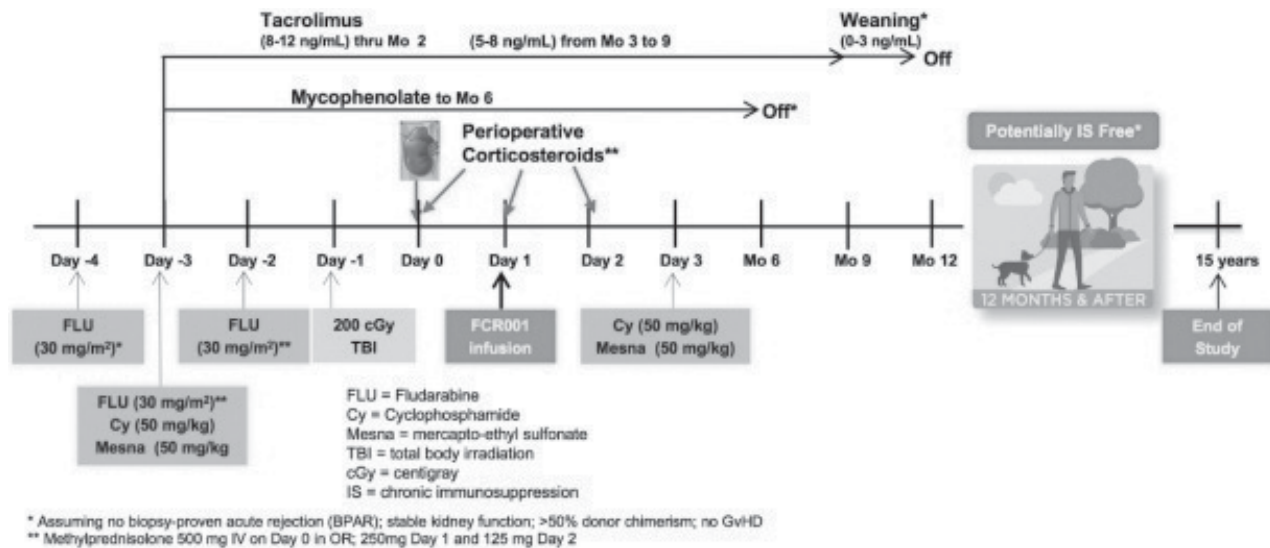 Tacrolimus
(8-12 ng/mL) thru Mo 2
(5-8 ng/mL) from Mo 3 to 9
Weaning*
(0-3 ng/mL)
Off
Mycophenolate to Mo 6
Off*
Perioperative
Corticosteroids**
Potentially IS Free*
Day -4
Day -3
Day -2
Day -1
Day 0
Day 1
Day 2
Day 3
Mo 6
Mo 9
Mo 12
12 MONTHS & AFTER
15 years
FLU
(30 mg/m²)*
FLU
(30 mg/m²)**
200 cGy
TBI
FCR001
infusion
Cy (50 mg/kg)
Mesna (50 mg/kg)
End of
Study
FLU (30 mg/m²)**
Cy (50 mg/kg)
Mesna (50 mg/kg
FLU = Fludarabine
Cy = Cyclophosphamide
Mesna = mercapto-ethyl sulfonate
TBI = total body irradiation
cGy = centigray
IS = chronic immunosuppression
* Assuming no biopsy-proven acute rejection (BPAR); stable kidney function; >50% donor chimerism; no GvHD
** Methylprednisolone 500 mg IV on Day 0 in OR; 250mg Day 1 and 125 mg Day 2